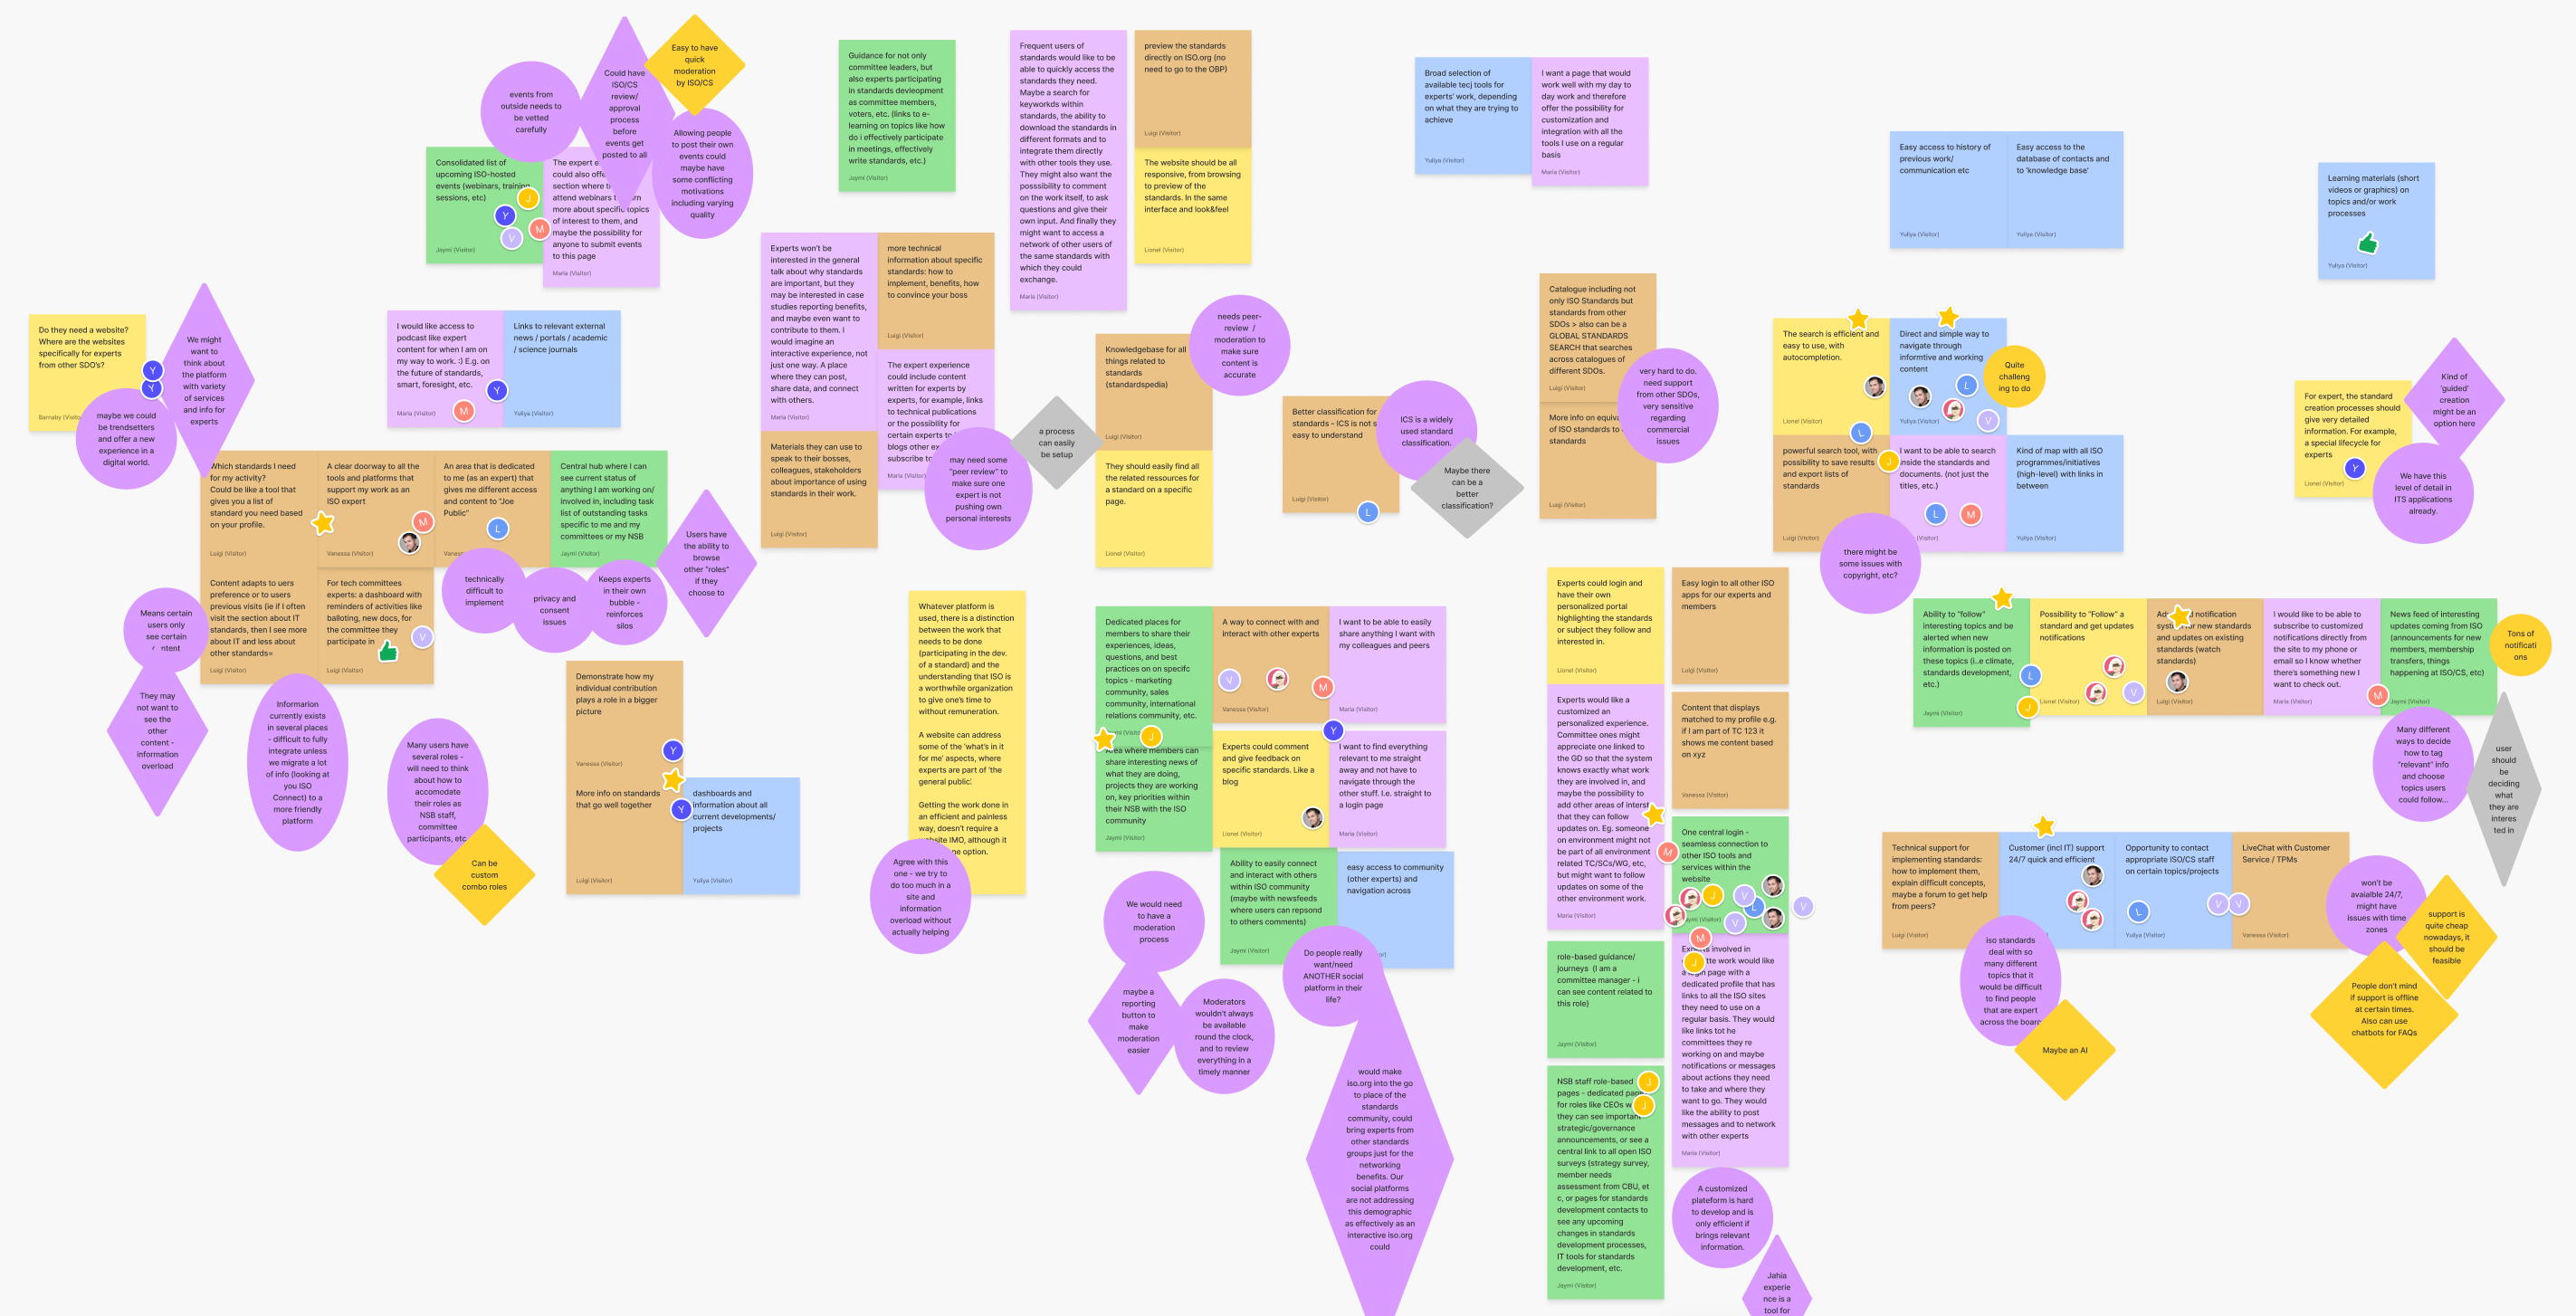 Easy to have
quick
moderation
by ISO/CS
Could have
ISO/CS
review/
approval
process
before
events get
posted to all
events from
outside needs to
be vetted
carefully
Allowing people
to post their own
events could
maybe have
some conflicting
motivations
including varying
quality
Consolidated list of
upcoming ISO-hosted
events (webinars, training
sessions, etc)
Jaymi (Visitor)
J
Y
V
M
The expert e
could also offe
section where t
attend webinars t
more about specific topics
of interest to them, and
maybe the possibility for
anyone to submit events
to this page
Maria (Visitor)
Guidance for not only
committee leaders, but
also experts participating
in standards devleopment
as committee members,
voters, etc. (links to e-
learning on topics like how
do i effectively participate
in meetings, effectively
write standards, etc.)
Jaymi (Visitor)
Frequent users of
standards would like to be
able to quickly access the
standards they need.
Maybe a search for
keyworkds within
standards, the ability to
download the standards in
different formats and to
integrate them directly
with other tools they use.
They might also want the
posssibility to comment
on the work itself, to ask
questions and give their
own input. And finally they
might want to access a
network of other users of
the same standards with
which they could
exchange.
Maria (Visitor)
preview the standards
directly on ISO.org (no
need to go to the OBP)
Luigi (Visitor)
The website should be all
responsive, from browsing
to preview of the
standards. In the same
interface and look&feel
Lionel (Visitor)
Broad selection of
available tecj tools for
experts' work, depending
on what they are trying to
achieve
Yuliya (Visitor)
I want a page that would
work well with my day to
day work and therefore
offer the possibility for
customization and
integration with all the
tools I use on a regular
basis
Maria (Visitor)
Easy access to history of
previous work/
communication etc
Yuliya (Visitor)
Easy access to the
database of contacts and
to 'knowledge base'
Yuliya (Visitor)
Learning materials (short
videos or graphics) on
topics and/or work
processes
Yuliya (Visitor)
Do they need a website?
Where are the websites
specifically for experts
from other SDO's?
Barnaby (Visito
Y
Y
We might
want to
think about
the platform
with variety
of services
and info for
experts
maybe we could
be trendsetters
and offer a new
experience in a
digital world.
I would like access to
podcast like expert
content for when I am on
my way to work. :) E.g. on
the future of standards,
smart, foresight, etc.
Maria (Visitor)
Y
M
Links to relevant external
news / portals / academic
/ science journals
Yuliya (Visitor)
Experts won't be
interested in the general
talk about why standards
are important, but they
may be interested in case
studies reporting benefits,
and maybe even want to
contribute to them. I
would imagine an
interactive experience, not
just one way. A place
where they can post,
share data, and connect
with others.
Maria (Visitor)
more technical
information about specific
standards: how to
implement, benefits, how
to convince your boss
Luigi (Visitor)
The expert experience
could include content
written for experts by
experts, for example, links
to technical publications
or the possibility for
certain experts to
blogs other ex
subscribe to
Maria (Visit
Materials they can use to
speak to their bosses,
colleagues, stakeholders
about importance of using
standards in their work.
Luigi (Visitor)
may need some
"peer review" to
make sure one
expert is not
pushing own
personal interests
a process
can easily
be setup
Knowledgebase for all
things related to
standards
(standardspedia)
Luigi (Visitor)
needs peer-
review /
moderation to
make sure
content is
accurate
They should easily find all
the related ressources for
a standard on a specific
page.
Lionel (Visitor)
Better classification for
standards - ICS is not s
easy to understand
Luigi (Visitor)
L
ICS is a widely
used standard
classification.
Maybe there
can be a
better
classification?
Catalogue including not
only ISO Standards but
standards from other
SDOs > also can be a
GLOBAL STANDARDS
SEARCH that searches
across catalogues of
different SDOs.
Luigi (Visitor)
More info on equiva
of ISO standards to
standards
Luigi (Visitor)
very hard to do.
need support
from other SDOs,
very sensitive
regarding
commercial
issues
The search is efficient and
easy to use, with
autocompletion.
Lionel (Visitor)
L
Direct and simple way to
navigate through
informtive and working
content
Yuliya (Visitor)
L
V
Quite
challeng
ing to do
powerful search tool, with
possibility to save results
and export lists of
standards
Luigi (Visitor)
J
I want to be able to search
inside the standards and
documents. (not just the
titles, etc.)
L
M
Kind of map with all ISO
programmes/initiatives
(high-level) with links in
between
Yuliya (Visitor)
there might be
some issues with
copyright, etc?
For expert, the standard
creation processes should
give very detailed
information. For example,
a special lifecycle for
experts
Lionel (Visitor)
Y
Kind of
'guided'
creation
might be an
option here
We have this
level of detail in
ITS applications
already.
Which standards I need
for my activity?
Could be like a tool that
gives you a list of
standard you need based
on your profile.
Luigi (Visitor)
A clear doorway to all the
tools and platforms that
support my work as an
ISO expert
Vanessa (Visitor)
M
An area that is dedicated
to me (as an expert) that
gives me different access
and content to "Joe
Public"
L
Central hub where I can
see current status of
anything I am working on/
involved in, including task
list of outstanding tasks
specific to me and my
committees or my NSB
Jaymi (Visitor)
Content adapts to uers
preference or to users
previous visits (ie if I often
visit the section about IT
standards, then I see more
about IT and less about
other standards=
Luigi (Visitor)
For tech committees
experts: a dashboard with
reminders of activities like
balloting, new docs, for
the committee they
participate in
Luigi (Visitor)
V
technically
difficult to
implement
privacy and
consent
issues
Keeps experts
in their own
bubble -
reinforces
silos
Users have
the ability to
browse
other "roles"
if they
choose to
Means certain
users only
see certain
ntent
They may
not want to
see the
other
content -
information
overload
Informarion
currently exists
in several places
- difficult to fully
integrate unless
we migrate a lot
of info (looking at
you ISO
Connect) to a
more friendly
platform
Many users have
several roles -
will need to think
about how to
accomodate
their roles as
NSB staff,
committee
participants, etc
Can be
custom
combo roles
Demonstrate how my
individual contribution
plays a role in a bigger
picture
Vanessa (Visitor)
Y
More info on standards
that go well together
Luigi (Visitor)
Y
dashboards and
information about all
current developments/
projects
Yuliya (Visitor)
Whatever platform is
used, there is a distinction
between the work that
needs to be done
(participating in the dev.
of a standard) and the
understanding that ISO is
a worthwhile organization
to give one's time to
without remuneration.
A website can address
some of the 'what's in it
for me' aspects, where
experts are part of 'the
general public'.
Getting the work done in
an efficient and painless
way, doesn't require a
website IMO, although it
ne option.
Agree with this
one - we try to
do too much in a
site and
information
overload without
actually helping
Dedicated places for
members to share their
experiences, ideas,
questions, and best
practices on on specifc
topics - marketing
community, sales
community, international
relations community, etc.
J
A way to connect with and
interact with other experts
Vanessa (Visitor)
V
M
I want to be able to easily
share anything I want with
my colleagues and peers
Maria (Visitor)
Area where members can
share interesting news of
what they are doing,
projects they are working
on, key priorities within
their NSB with the ISO
community
Jaymi (Visitor)
Experts could comment
and give feedback on
specific standards. Like a
blog
Lionel (Visitor)
Y
I want to find everything
relevant to me straight
away and not have to
navigate through the
other stuff. I.e. straight to
a login page
Maria (Visitor)
Ability to easily connect
and interact with others
within ISO community
(maybe with newsfeeds
where users can repsond
to others comments)
Jaymi (Visitor)
easy access to community
(other experts) and
navigation across
We would need
to have a
moderation
process
maybe a
reporting
button to
make
moderation
easier
Moderators
wouldn't always
be available
round the clock,
and to review
everything in a
timely manner
Do people really
want/need
ANOTHER social
platform in their
life?
would make
iso.org into the go
to place of the
standards
community, could
bring experts from
other standards
groups just for the
networking
benefits. Our
social platforms
are not addressing
this demographic
as effectively as an
interactive iso.org
could
Experts could login and
have their own
personalized portal
highlighting the standards
or subject they follow and
interested in.
Lionel (Visitor)
Easy login to all other ISO
apps for our experts and
members
Luigi (Visitor)
Experts would like a
customized an
personalized experience.
Committee ones might
appreciate one linked to
the GD so that the system
knows exactly what work
they are involved in, and
maybe the possibility to
add other areas of interst
that they can follow
updates on. Eg. someone
on environment might not
be part of all environment
related TC/SCs/WG, etc,
but might want to follow
updates on some of the
other environment work.
Maria (Visitor)
Content that displays
matched to my profile e.g.
if I am part of TC 123 it
shows me content based
on xyz
Vanessa (Visitor)
One central login -
seamless connection to
other ISO tools and
services within the
website
M
J
V
L
V
V
M
role-based guidance/
journeys (I am a
committee manager - i
can see content related to
this role)
Jaymi (Visitor)
Experts involved in
tte work would like
a login page with a
dedicated profile that has
links to all the ISO sites
they need to use on a
regular basis. They would
like links tot he
committees they re
working on and maybe
notifications or messages
about actions they need
to take and where they
want to go. They would
like the ability to post
messages and to network
with other experts
Maria (Visitor)
J
NSB staff role-based
pages - dedicated page
for roles like CEOs w
they can see important
strategic/governance
announcements, or see a
central link to all open ISO
surveys (strategy survey,
member needs
assessment from CBU, et
c, or pages for standards
development contacts to
see any upcoming
changes in standards
development processes,
IT tools for standards
development, etc.
Jaymi (Visitor)
J
J
A customized
plateform is hard
to develop and is
only efficient if
brings relevant
information.
Jahia
experie
nce is a
tool for
Ability to "follow"
interesting topics and be
alerted when new
information is posted on
these topics (i..e climate,
standards development,
etc.)
Jaymi (Visitor)
L
J
Possibility to "Follow" a
standard and get updates
notifications
Lionel (Visitor)
V
notification
system for new standards
and updates on existing
standards (watch
standards)
Luigi (Visitor)
I would like to be able to
subscribe to customized
notifications directly from
the site to my phone or
email so I know whether
there's something new I
want to check out.
Maria (Visitor)
M
News feed of interesting
updates coming from ISO
(announcements for new
members, membership
transfers, things
happening at ISO/CS, etc)
Jaymi (Visitor)
Tons of
notificati
ons
Many different
ways to decide
how to tag
"relevant" info
and choose
topics users
could follow...
user
should
be
deciding
what
they are
interes
ted in
Technical support for
implementing standards:
how to implement them,
explain difficult concepts,
maybe a forum to get help
from peers?
Luigi (Visitor)
Customer (incl IT) support
24/7 quick and efficient
Opportunity to contact
appropriate ISO/CS staff
on certain topics/projects
Yuliya (Visitor)
L
V
V
LiveChat with Customer
Service / TPMs
Vanessa (Visitor)
won't be
avaialble 24/7,
might have
issues with time
zones
support is
quite cheap
nowadays, it
should be
feasible
People don't mind
if support is offline
at certain times.
Also can use
chatbots for FAQs
iso standards
deal with so
many different
topics that it
would be difficult
to find people
that are expert
across the board
Maybe an AI